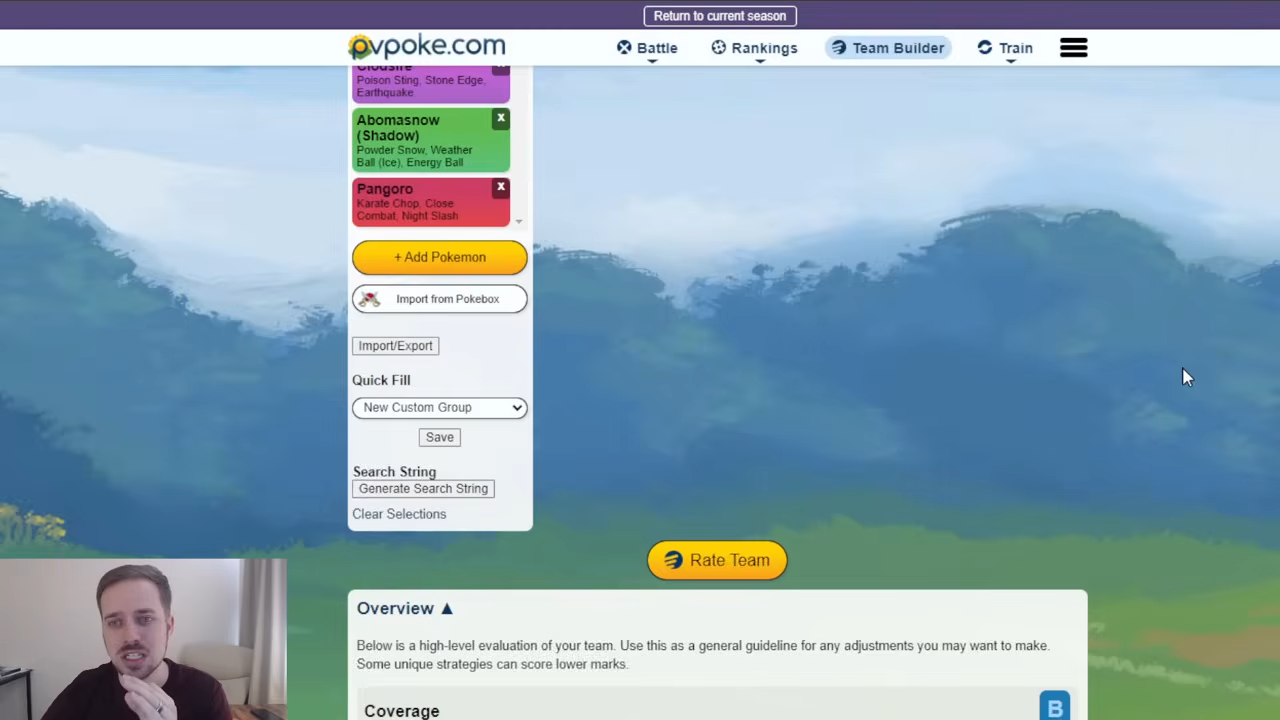 Return to current season
pvpoke.com
Battle
Rankings
Team Builder
Train
Clodsire
Poison Sting, Stone Edge,
Earthquake
Abomasnow
(Shadow)
X
Powder Snow, Weather
Ball (Ice), Energy Ball
Pangoro
X
Karate Chop, Close
Combat, Night Slash
+ Add Pokemon
Import from Pokebox
Import/Export
Quick Fill
New Custom Group
Save
Search String
Generate Search String
Clear Selections
Rate Team
Overview ▲
Below is a high-level evaluation of your team. Use this as a general guideline for any adjustments you may want to make.
Some unique strategies can score lower marks.
Coverage
B